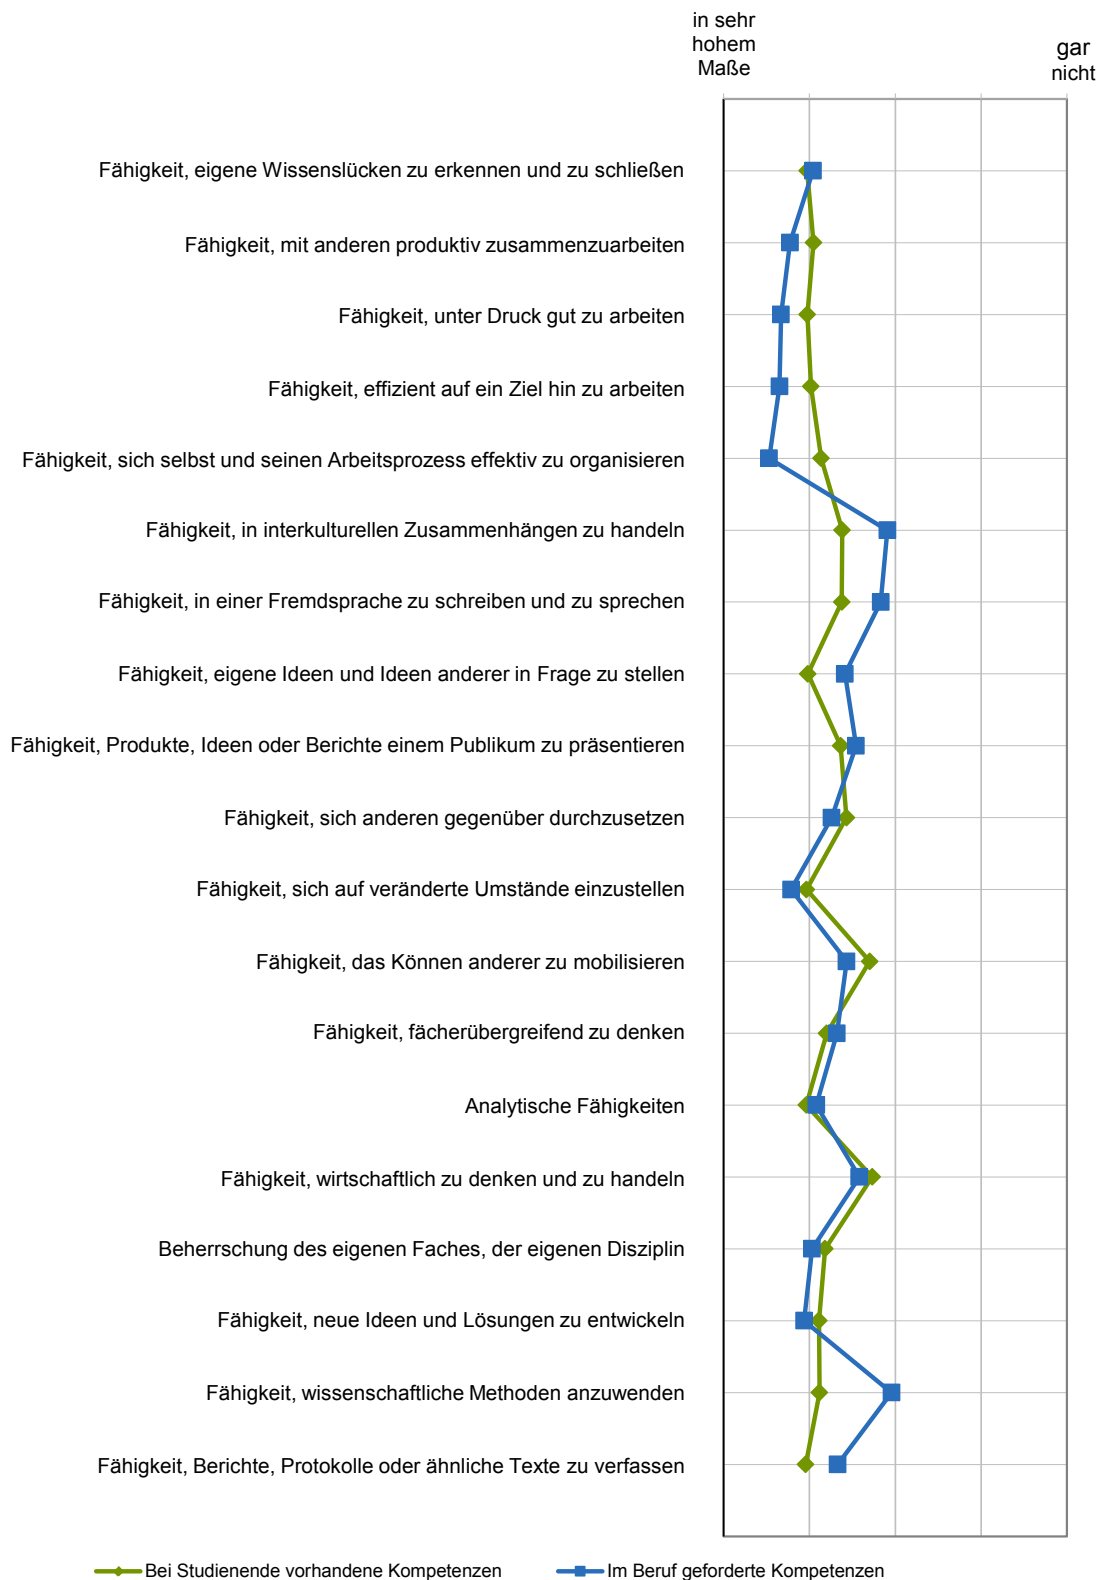 in sehr
hohem
Maße
gar
nicht
Fähigkeit, eigene Wissenslücken zu erkennen und zu schließen
Fähigkeit, mit anderen produktiv zusammenzuarbeiten
Fähigkeit, unter Druck gut zu arbeiten
Fähigkeit, effizient auf ein Ziel hin zu arbeiten
Fähigkeit, sich selbst und seinen Arbeitsprozess effektiv zu organisieren
Fähigkeit, in interkulturellen Zusammenhängen zu handeln
Fähigkeit, in einer Fremdsprache zu schreiben und zu sprechen
Fähigkeit, eigene Ideen und Ideen anderer in Frage zu stellen
Fähigkeit, Produkte, Ideen oder Berichte einem Publikum zu präsentieren
Fähigkeit, sich anderen gegenüber durchzusetzen
Fähigkeit, sich auf veränderte Umstände einzustellen
Fähigkeit, das Können anderer zu mobilisieren
Fähigkeit, fächerübergreifend zu denken
Analytische Fähigkeiten
Fähigkeit, wirtschaftlich zu denken und zu handeln
Beherrschung des eigenen Faches, der eigenen Disziplin
Fähigkeit, neue Ideen und Lösungen zu entwickeln
Fähigkeit, wissenschaftliche Methoden anzuwenden
Fähigkeit, Berichte, Protokolle oder ähnliche Texte zu verfassen
Bei Studienende vorhandene Kompetenzen
Im Beruf geforderte Kompetenzen